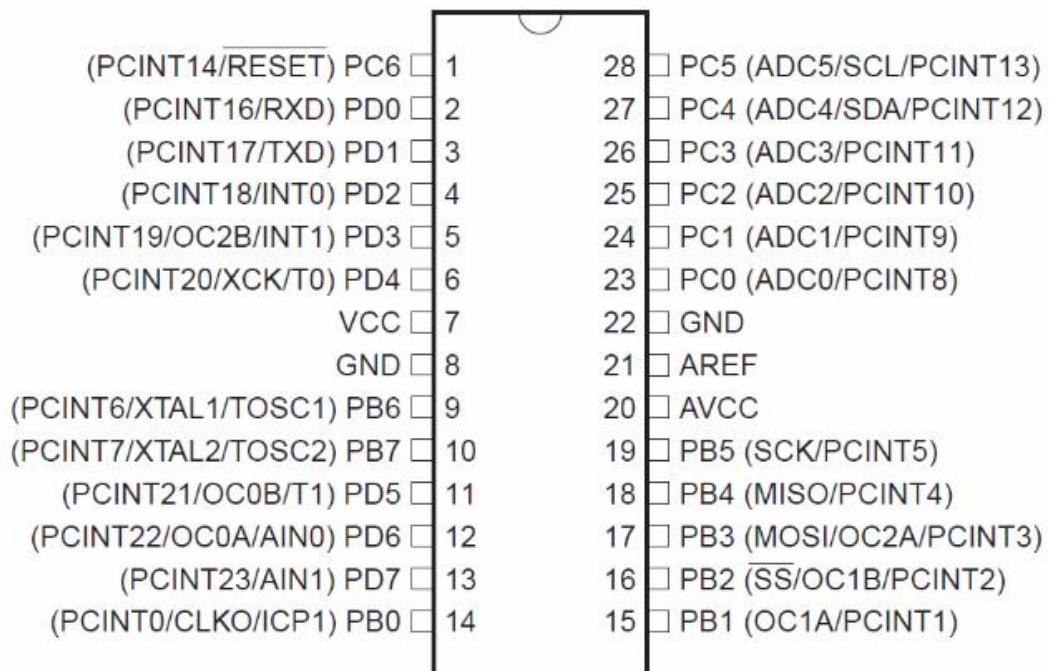 (PCINT14/RESET) PC6 1 28 PC5 (ADC5/SCL/PCINT13)
(PCINT16/RXD) PD0 2 27 PC4 (ADC4/SDA/PCINT12)
(PCINT17/TXD) PD1 3 26 PC3 (ADC3/PCINT11)
(PCINT18/INT0) PD2 4 25 PC2 (ADC2/PCINT10)
(PCINT19/OC2B/INT1) PD3 5 24 PC1 (ADC1/PCINT9)
(PCINT20/XCK/T0) PD4 6 23 PC0 (ADC0/PCINT8)
VCC 7 22 GND
GND 8 21 AREF
(PCINT6/XTAL1/TOSC1) PB6 9 20 AVCC
(PCINT7/XTAL2/TOSC2) PB7 10 19 PB5 (SCK/PCINT5)
(PCINT21/OC0B/T1) PD5 11 18 PB4 (MISO/PCINT4)
(PCINT22/OC0A/AIN0) PD6 12 17 PB3 (MOSI/OC2A/PCINT3)
(PCINT23/AIN1) PD7 13 16 PB2 (SS/OC1B/PCINT2)
(PCINT0/CLKO/ICP1) PB0 14 15 PB1 (OC1A/PCINT1)